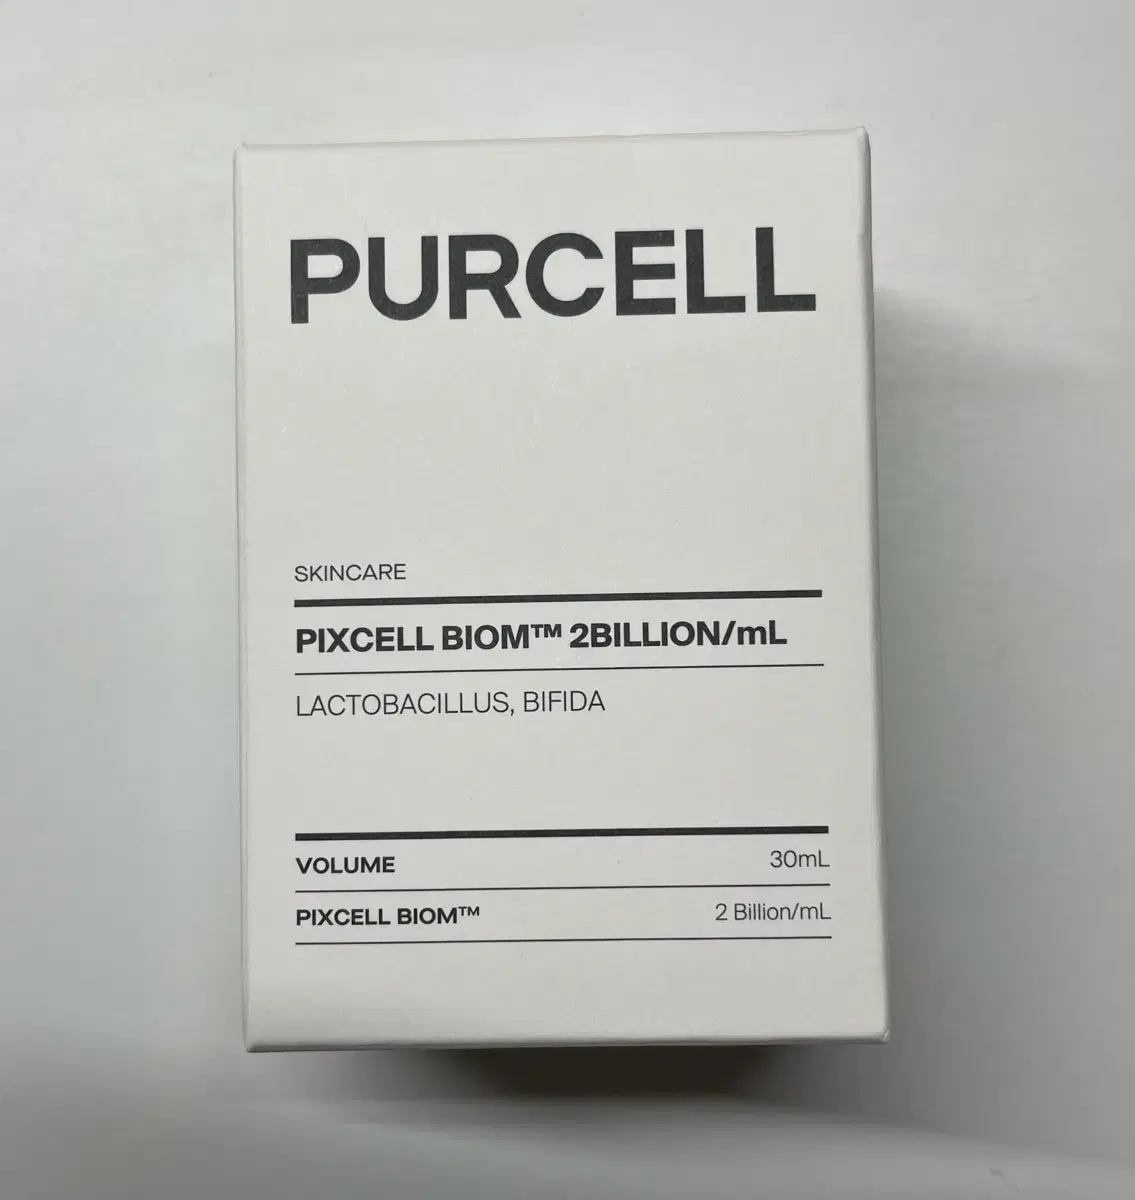 PURCELL
SKINCARE
PIXCELL BIOM™ 2BILLION/mL
LACTOBACILLUS, BIFIDA
VOLUME 30mL
PIXCELL BIOM™ 2 Billion/mL